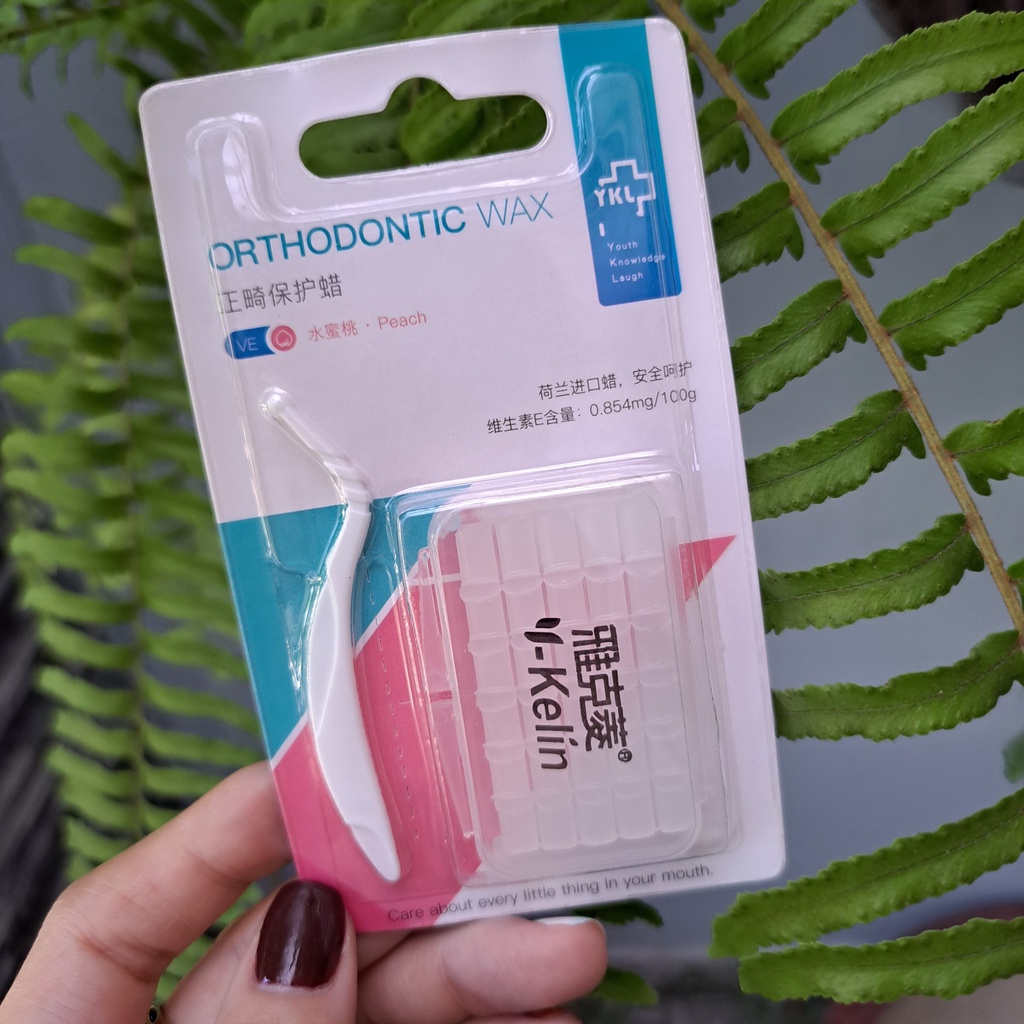 YKL
Youth
Knowledge
Laugh
ORTHODONTIC WAX
正畸保护蜡
VE 水蜜桃 · Peach
荷兰进口蜡，安全呵护
维生素E含量：0.854mg/100g
雅克菱®
Y-Kelin
Care about every little thing in your mouth.